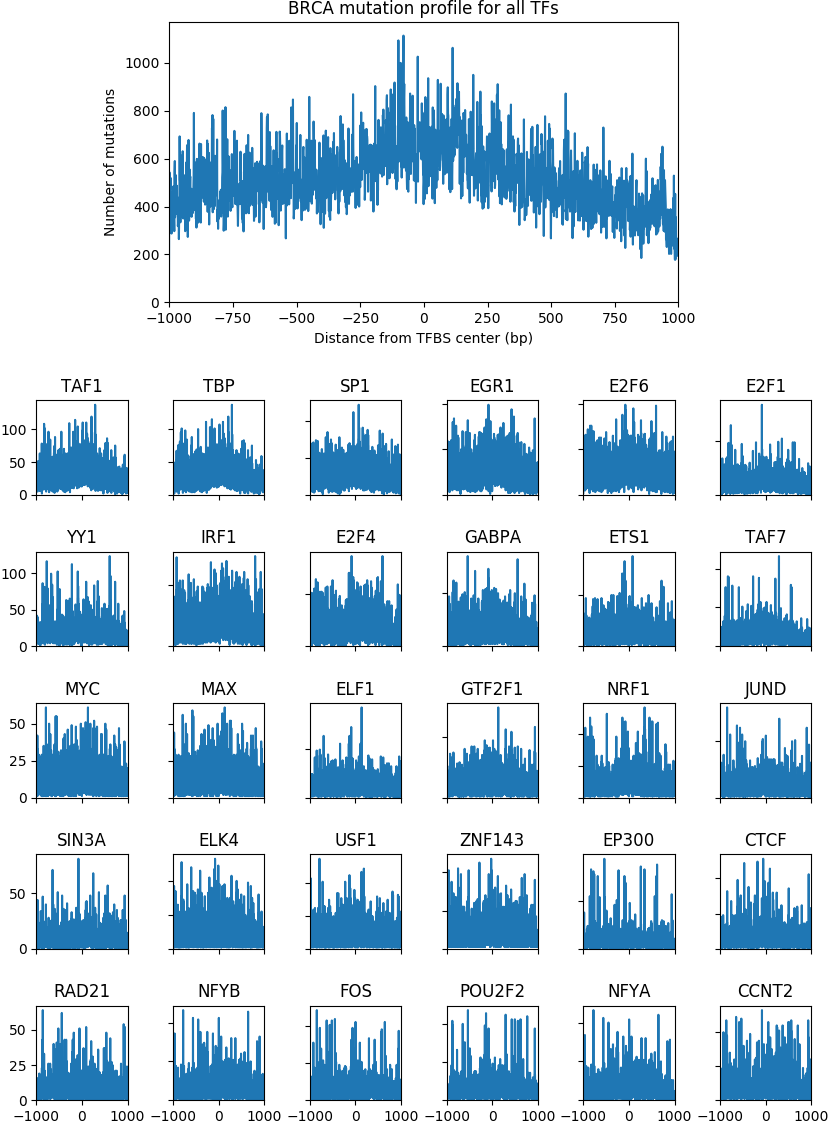 BRCA mutation profile for all TFs
1000
800
600
400
200
0
Number of mutations
−1000 −750 −500 −250 0 250 500 750 1000
Distance from TFBS center (bp)
TAF1 TBP SP1 EGR1 E2F6 E2F1
100
50
0
YY1 IRF1 E2F4 GABPA ETS1 TAF7
100
50
0
MYC MAX ELF1 GTF2F1 NRF1 JUND
50
25
0
SIN3A ELK4 USF1 ZNF143 EP300 CTCF
50
0
RAD21 NFYB FOS POU2F2 NFYA CCNT2
50
25
0
−1000 0 1000 −1000 0 1000 −1000 0 1000 −1000 0 1000 −1000 0 1000 −1000 0 1000